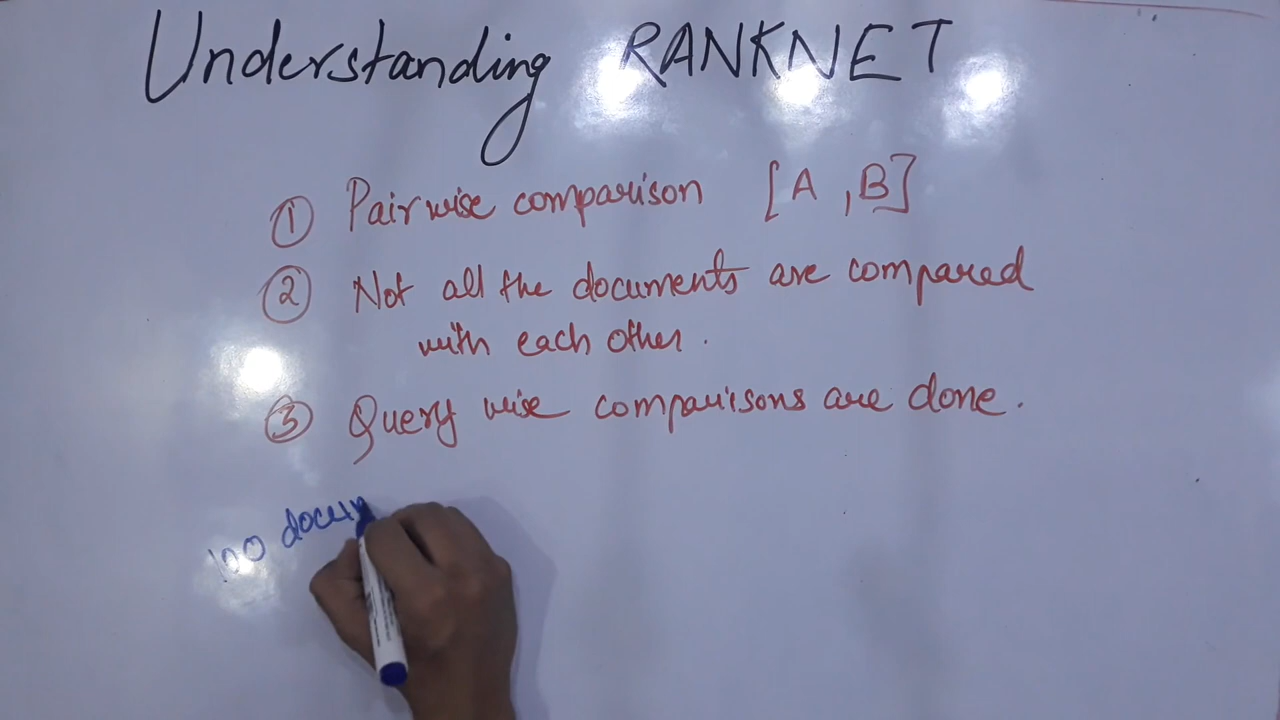 Understanding RANKNET
① Pairwise comparison [A, B]
② Not all the documents are compared
with each other.
③ Query wise comparisons are done.
100 docum